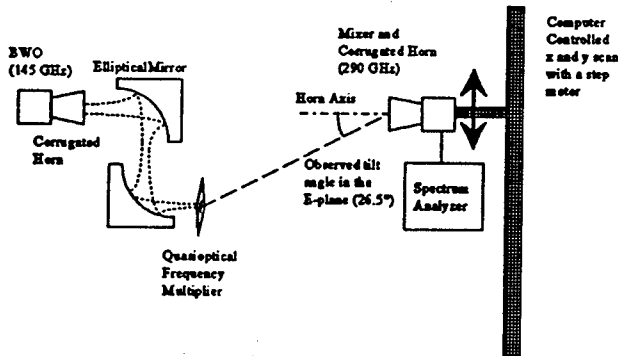 BWO
(145 GHz)
Elliptical Mirror
Corrugated
Horn
Quasioptical
Frequency
Multiplier
Mixer and
Corrugated Horn
(290 GHz)
Horn Axis
Observed tilt
angle in the
E-plane (26.5°)
Spectrum
Analyzer
Computer
Controlled
x and y scan
with a step
motor